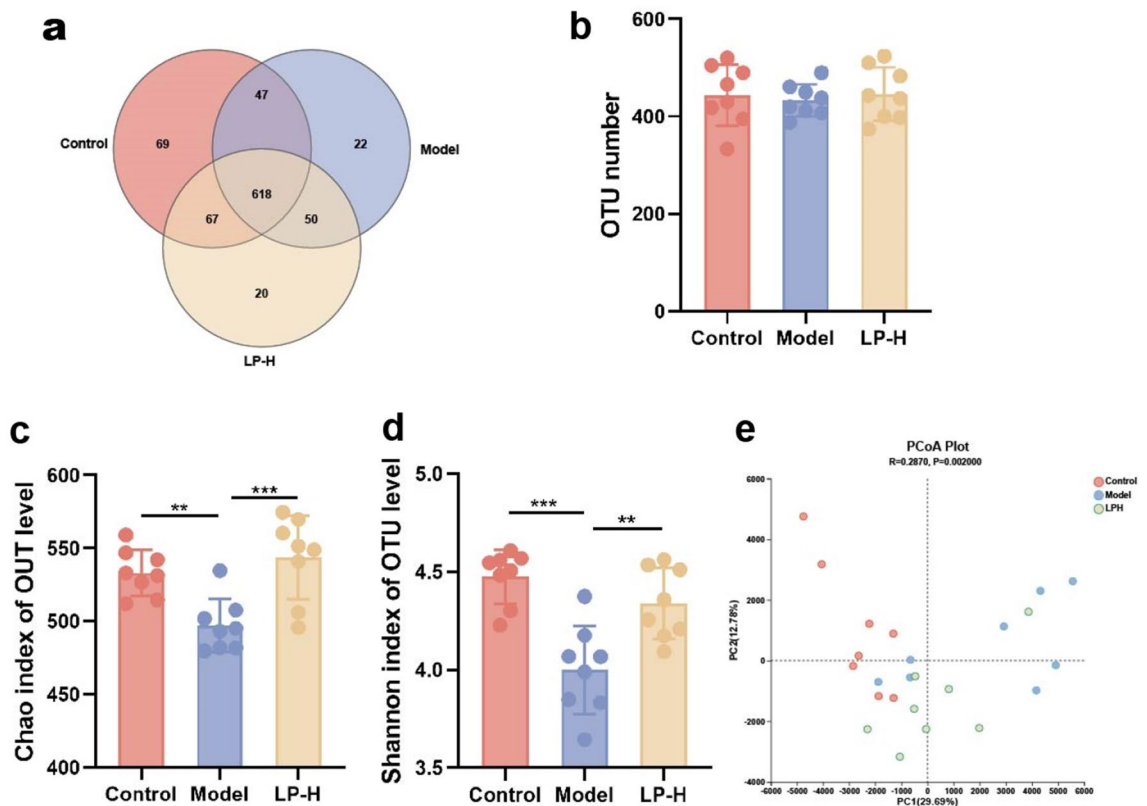 a
47
Control
69
22
Model
618
67
50
20
LP-H
b
OTU number
600
400
200
0
Control
Model
LP-H
c
Chao index of OUT level
600
550
500
450
400
**
***
Control
Model
LP-H
d
Shannon index of OTU level
5.0
4.5
4.0
3.5
***
**
Control
Model
LP-H
e
PCoA Plot
R=0.2870, P=0.002000
Control
Model
LPH
PC2(12.78%)
6000
4000
2000
0
-2000
-4000
-6000 -5000 -4000 -3000 -2000 -1000 0 1000 2000 3000 4000 5000 6000
PC1(29.69%)